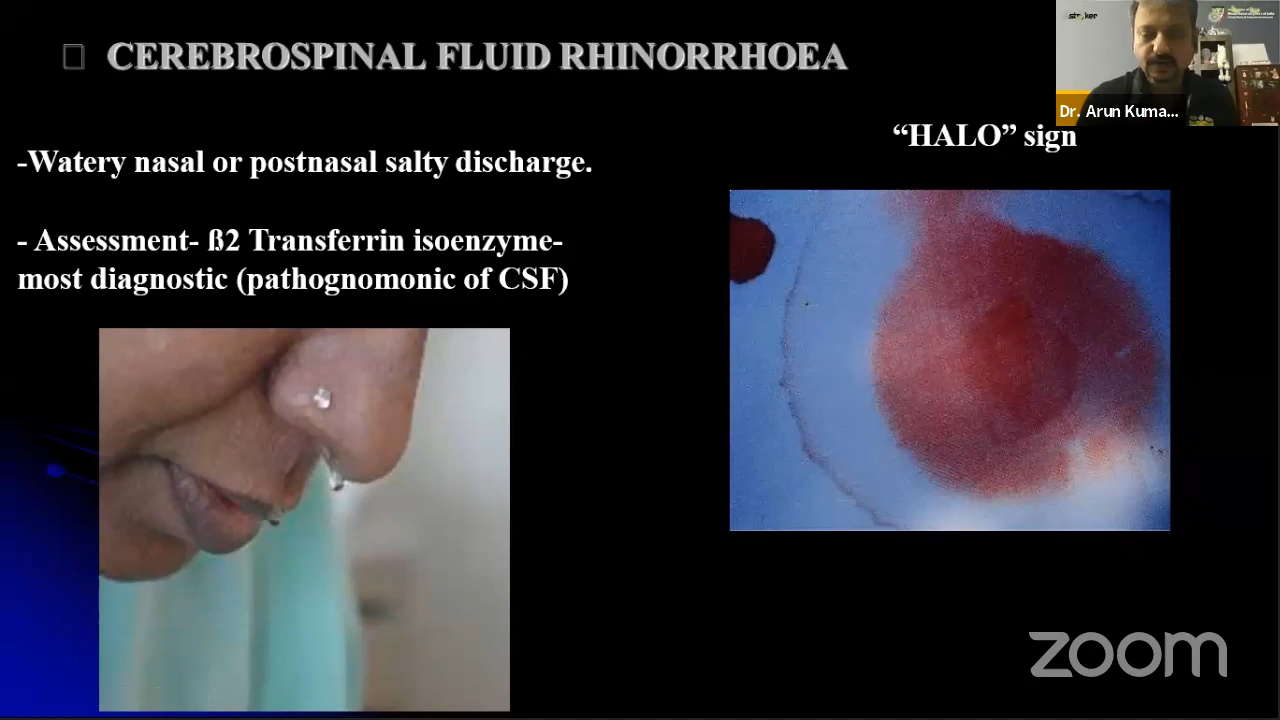 CEREBROSPINAL FLUID RHINORRHOEA
stryker
Dr. Arun Kuma...
"HALO" sign
-Watery nasal or postnasal salty discharge.
- Assessment- ß2 Transferrin isoenzyme-
most diagnostic (pathognomonic of CSF)
zoom